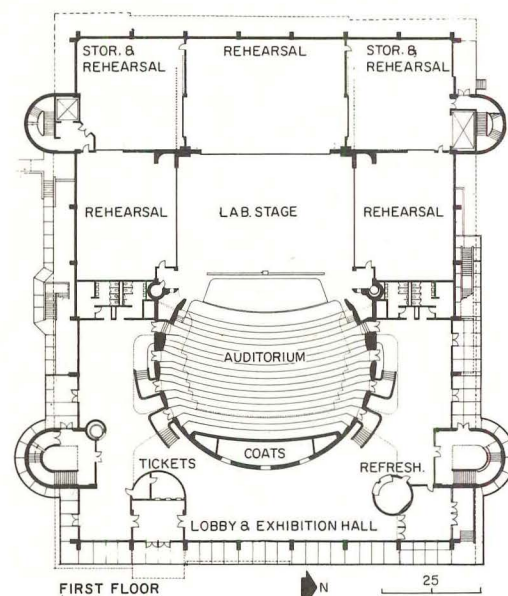 STOR. &
REHEARSAL
REHEARSAL
STOR. &
REHEARSAL
REHEARSAL
LAB. STAGE
REHEARSAL
AUDITORIUM
COATS
TICKETS
REFRESH.
LOBBY & EXHIBITION HALL
FIRST FLOOR
N
25